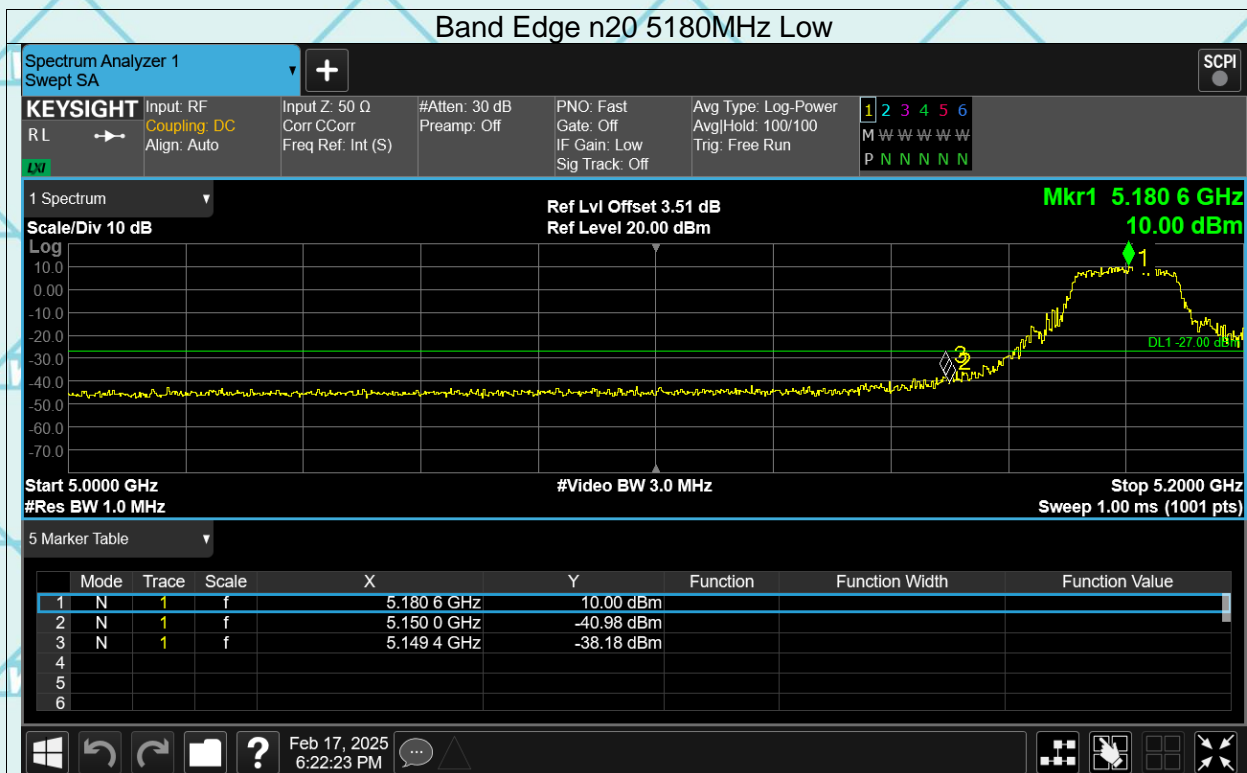 Band Edge n20 5180MHz Low
Spectrum Analyzer 1
Swept SA
SCPI
KEYSIGHT
R L
LXI
Input: RF
Coupling: DC
Align: Auto
Input Z: 50 Ω
Corr CCorr
Freq Ref: Int (S)
#Atten: 30 dB
Preamp: Off
PNO: Fast
Gate: Off
IF Gain: Low
Sig Track: Off
Avg Type: Log-Power
Avg|Hold: 100/100
Trig: Free Run
1 2 3 4 5 6
M W W W W W
P N N N N N
1 Spectrum
Scale/Div 10 dB
Ref Lvl Offset 3.51 dB
Ref Level 20.00 dBm
Mkr1 5.180 6 GHz
10.00 dBm
Log
10.0
0.00
-10.0
-20.0
-30.0
-40.0
-50.0
-60.0
-70.0
1
3
2
DL1 -27.00 dBm
Start 5.0000 GHz
#Video BW 3.0 MHz
Stop 5.2000 GHz
#Res BW 1.0 MHz
Sweep 1.00 ms (1001 pts)
5 Marker Table
Mode Trace Scale X Y Function Function Width Function Value
1 N 1 f 5.180 6 GHz 10.00 dBm
2 N 1 f 5.150 0 GHz -40.98 dBm
3 N 1 f 5.149 4 GHz -38.18 dBm
4
5
6
?
Feb 17, 2025
6:22:23 PM